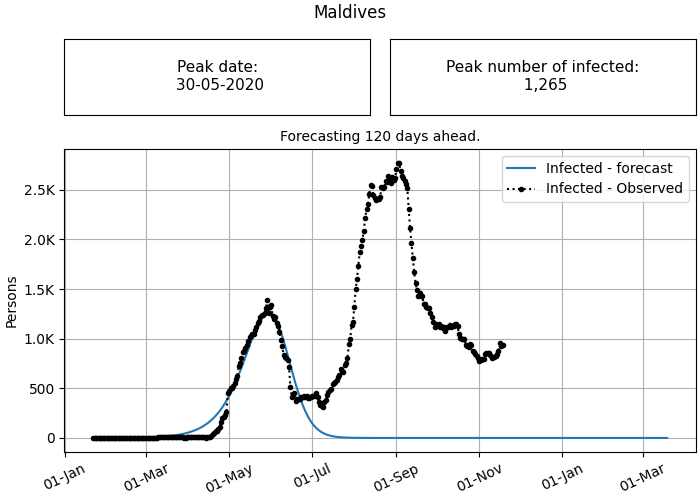 Maldives
Peak date:
30-05-2020
Peak number of infected:
1,265
Forecasting 120 days ahead.
Infected - forecast
Infected - Observed
Persons
2.5K
2.0K
1.5K
1.0K
500
0
01-Jan
01-Mar
01-May
01-Jul
01-Sep
01-Nov
01-Jan
01-Mar